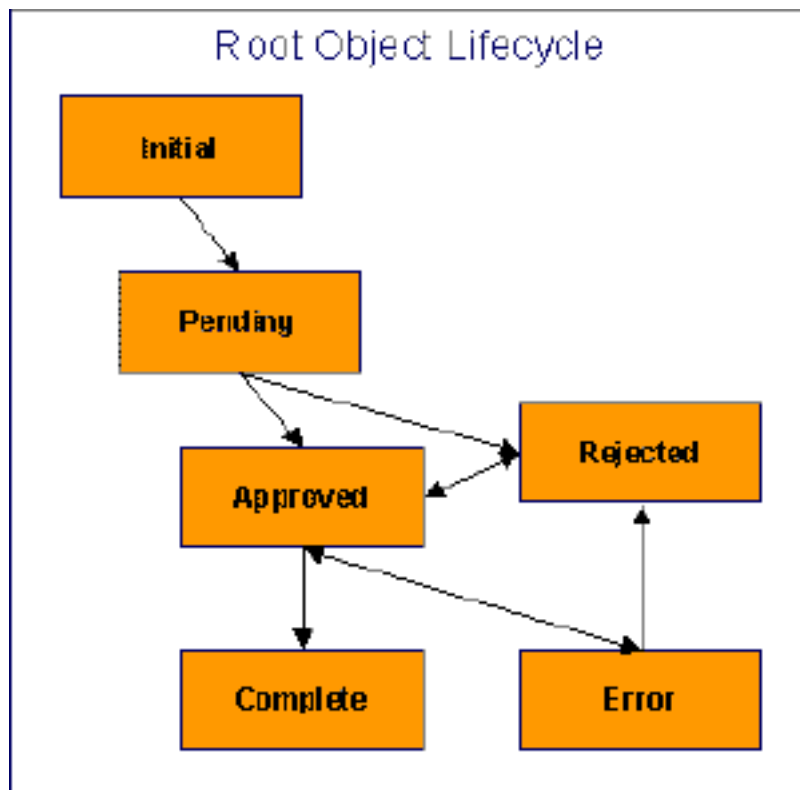 Root Object Lifecycle
Initial
Pending
Rejected
Approved
Complete
Error